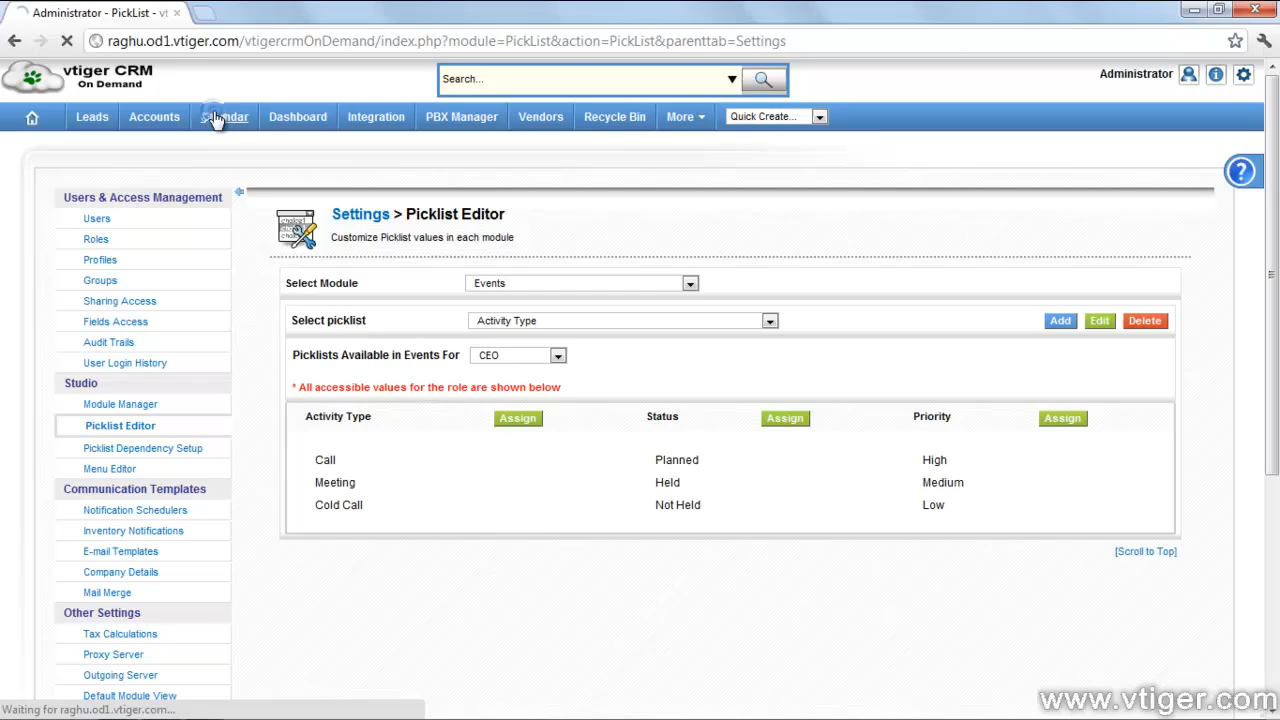 Administrator - PickList - vt
raghu.od1.vtiger.com/vtigercrmOnDemand/index.php?module=PickList&action=PickList&parenttab=Settings
vtiger CRM
On Demand
Search...
Administrator
Leads
Accounts
Calendar
Dashboard
Integration
PBX Manager
Vendors
Recycle Bin
More
Quick Create...
?
Users & Access Management
Users
Roles
Profiles
Groups
Sharing Access
Fields Access
Audit Trails
User Login History
Studio
Module Manager
Picklist Editor
Picklist Dependency Setup
Menu Editor
Communication Templates
Notification Schedulers
Inventory Notifications
E-mail Templates
Company Details
Mail Merge
Other Settings
Tax Calculations
Proxy Server
Outgoing Server
Default Module View
Settings > Picklist Editor
Customize Picklist values in each module
Select Module
Events
Select picklist
Activity Type
Add
Edit
Delete
Picklists Available in Events For
CEO
* All accessible values for the role are shown below
Activity Type
Assign
Status
Assign
Priority
Assign
Call
Planned
High
Meeting
Held
Medium
Cold Call
Not Held
Low
[Scroll to Top]
Waiting for raghu.od1.vtiger.com...
www.vtiger.com